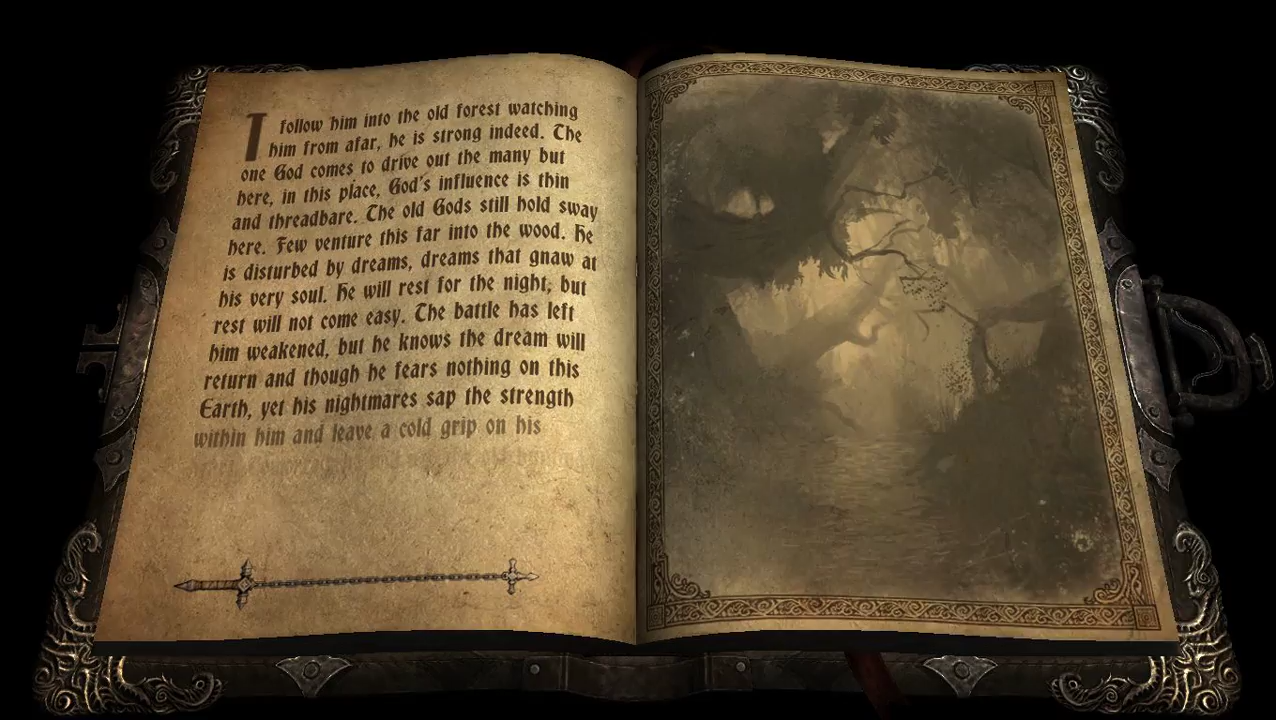 I follow him into the old forest watching
him from afar, he is strong indeed. The
one God comes to drive out the many but
here, in this place, God's influence is thin
and threadbare. The old Gods still hold sway
here. Few venture this far into the wood. He
is disturbed by dreams, dreams that gnaw at
his very soul. He will rest for the night, but
rest will not come easy. The battle has left
him weakened, but he knows the dream will
return and though he fears nothing on this
Earth, yet his nightmares sap the strength
within him and leave a cold grip on his